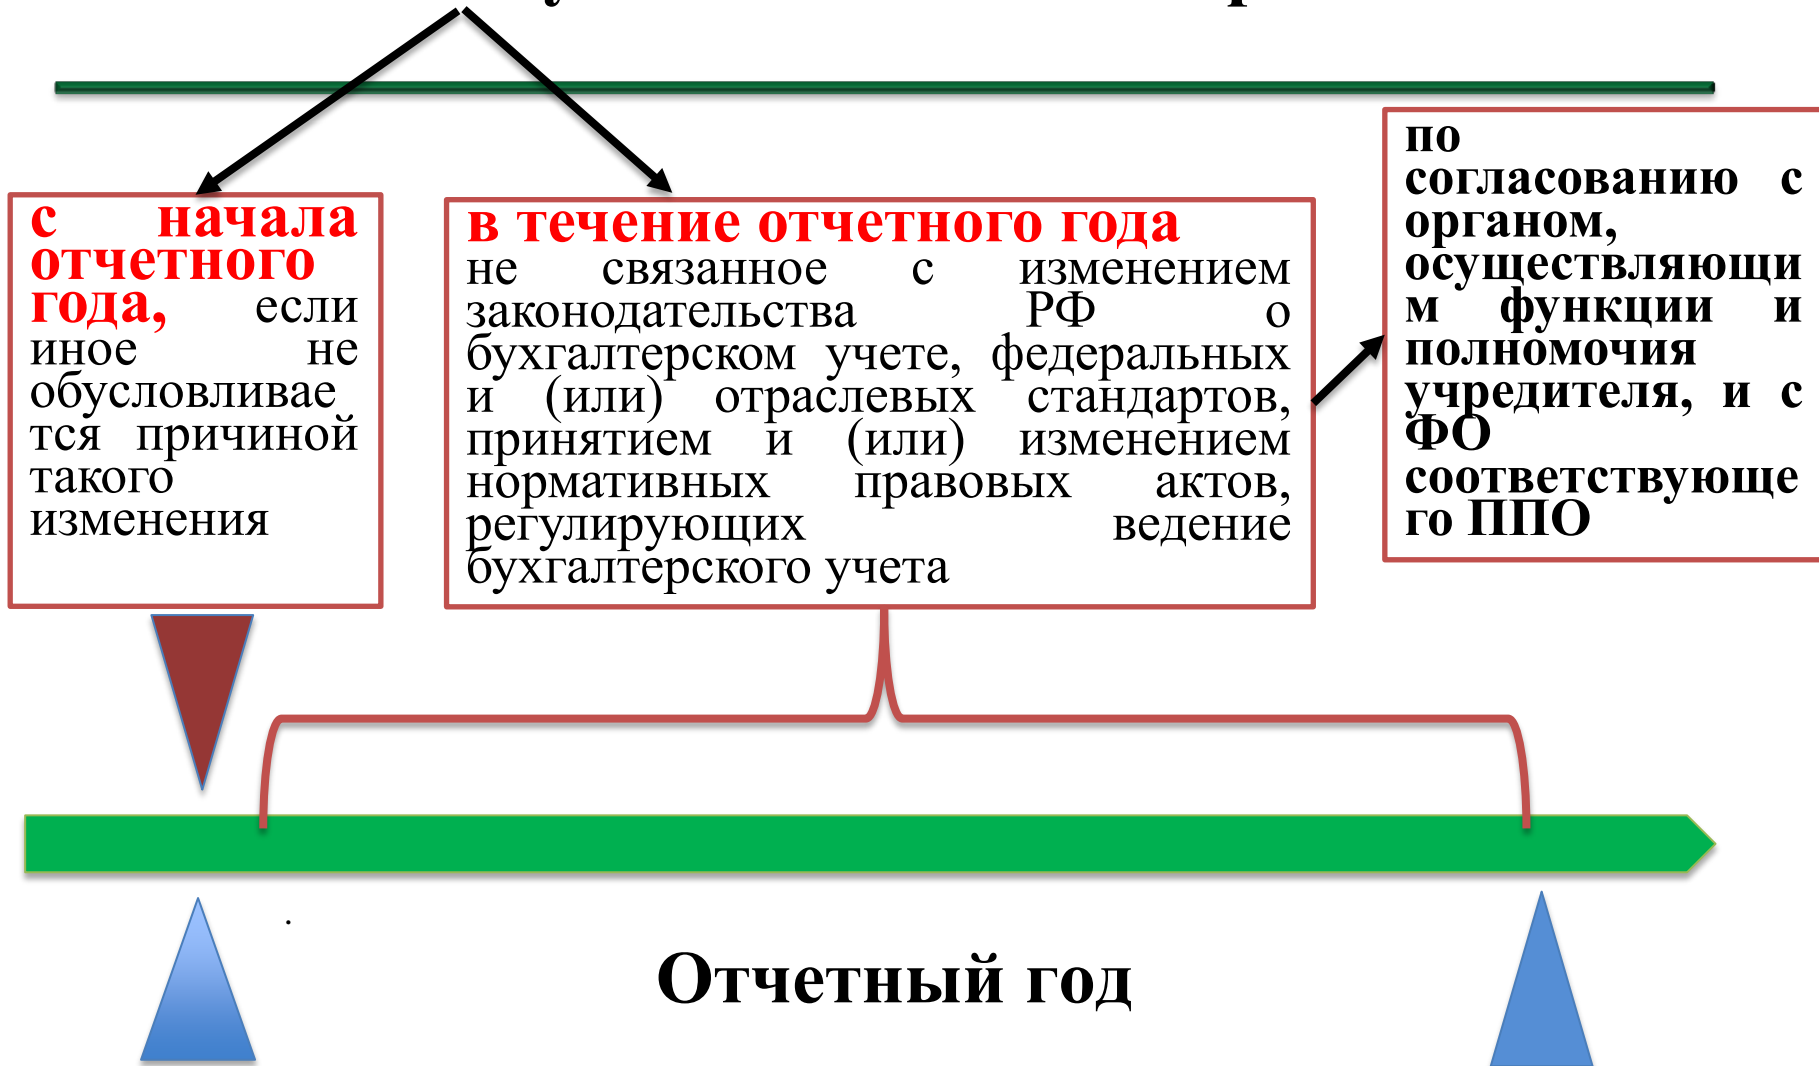 с начала
отчетного
года, если
иное не
обусловливае
тся причиной
такого
изменения
в течение отчетного года
не связанное с изменением
законодательства РФ о
бухгалтерском учете, федеральных
и (или) отраслевых стандартов,
принятием и (или) изменением
нормативных правовых актов,
регулирующих ведение
бухгалтерского учета
по
согласованию с
органом,
осуществляющи
м функции и
полномочия
учредителя, и с
ФО
соответствующе
го ППО
.
Отчетный год